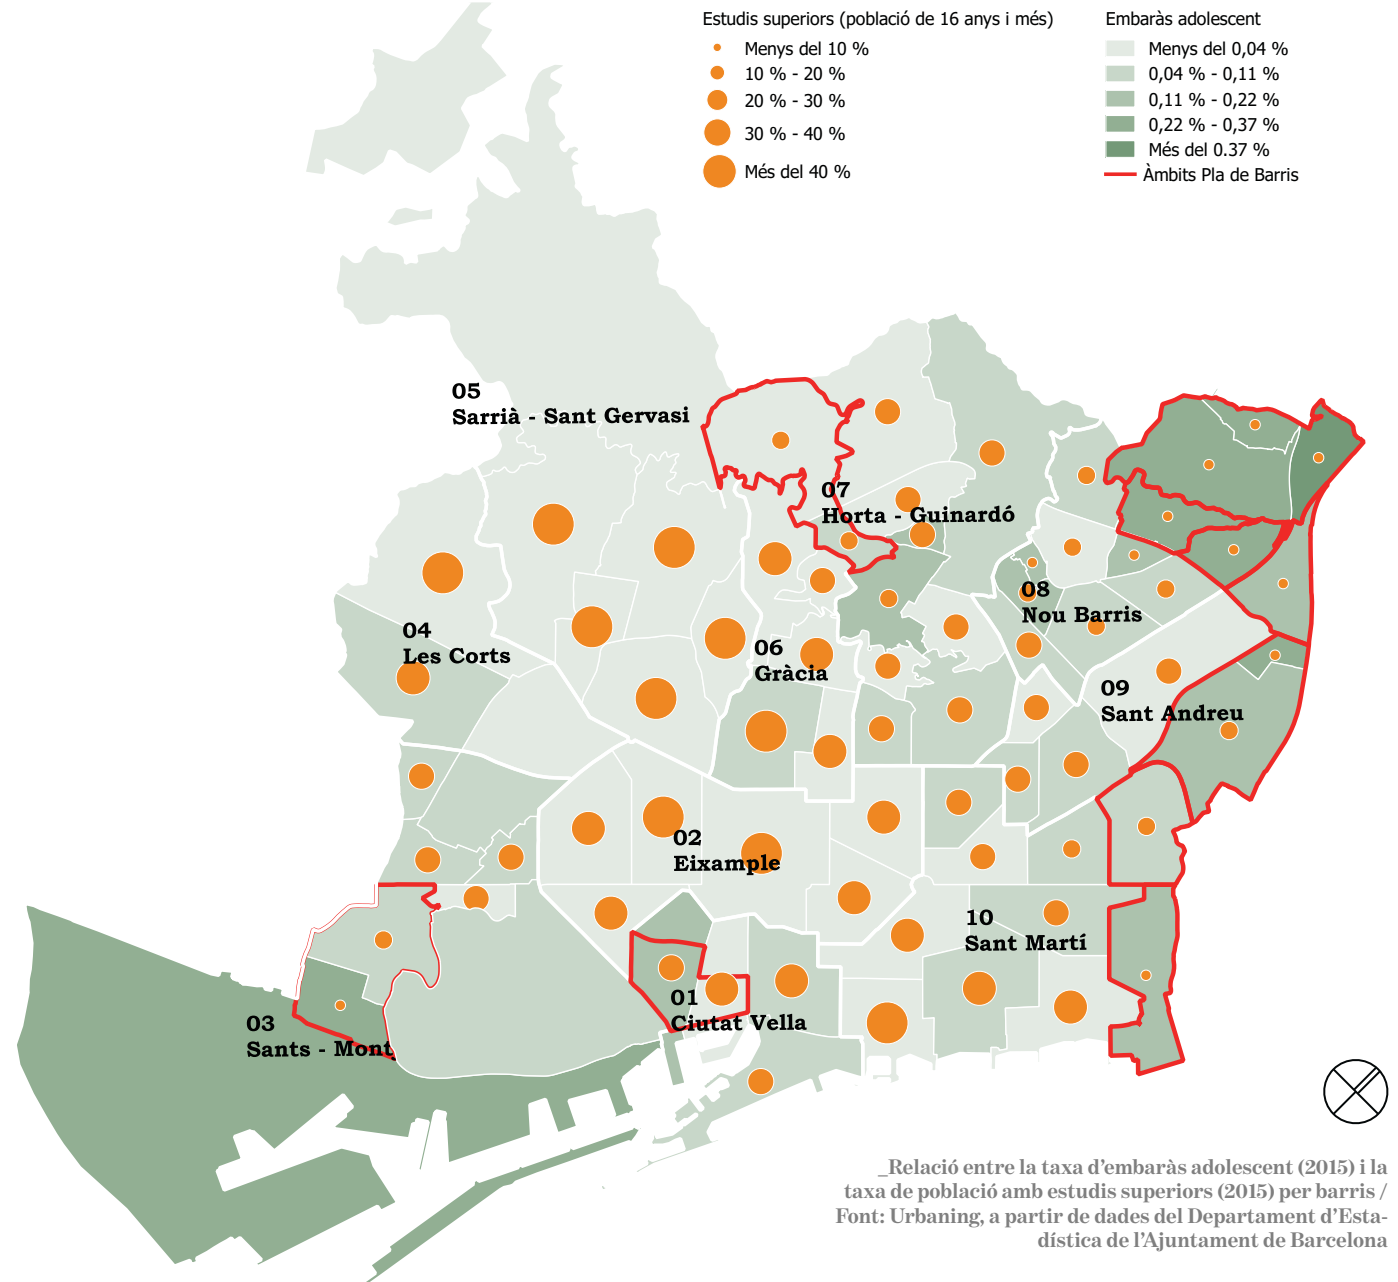 Estudis superiors (població de 16 anys i més)
Menys del 10 %
10 % - 20 %
20 % - 30 %
30 % - 40 %
Més del 40 %
Embaràs adolescent
Menys del 0,04 %
0,04 % - 0,11 %
0,11 % - 0,22 %
0,22 % - 0,37 %
Més del 0.37 %
Àmbits Pla de Barris
05
Sarrià - Sant Gervasi
07
Horta - Guinardó
08
Nou Barris
04
Les Corts
06
Gràcia
09
Sant Andreu
02
Eixample
10
Sant Martí
01
Ciutat Vella
03
Sants - Mont
_Relació entre la taxa d'embaràs adolescent (2015) i la
taxa de població amb estudis superiors (2015) per barris /
Font: Urbaning, a partir de dades del Departament d'Esta-
dística de l'Ajuntament de Barcelona